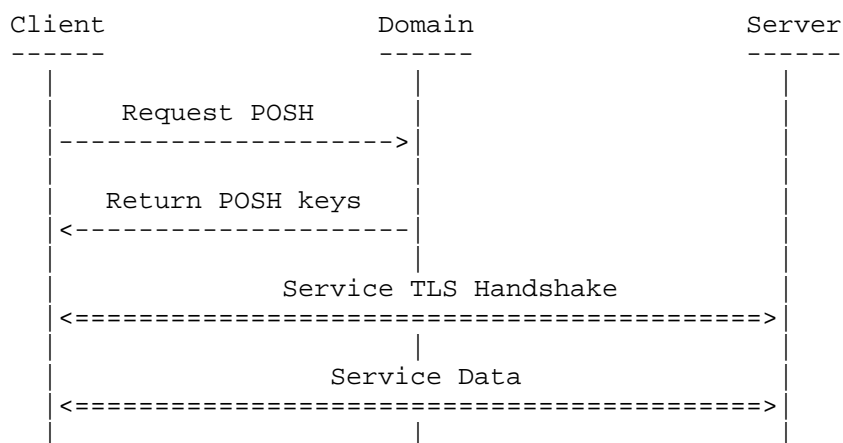 Client Domain Server
------ ------ ------
Request POSH
Return POSH keys
Service TLS Handshake
Service Data